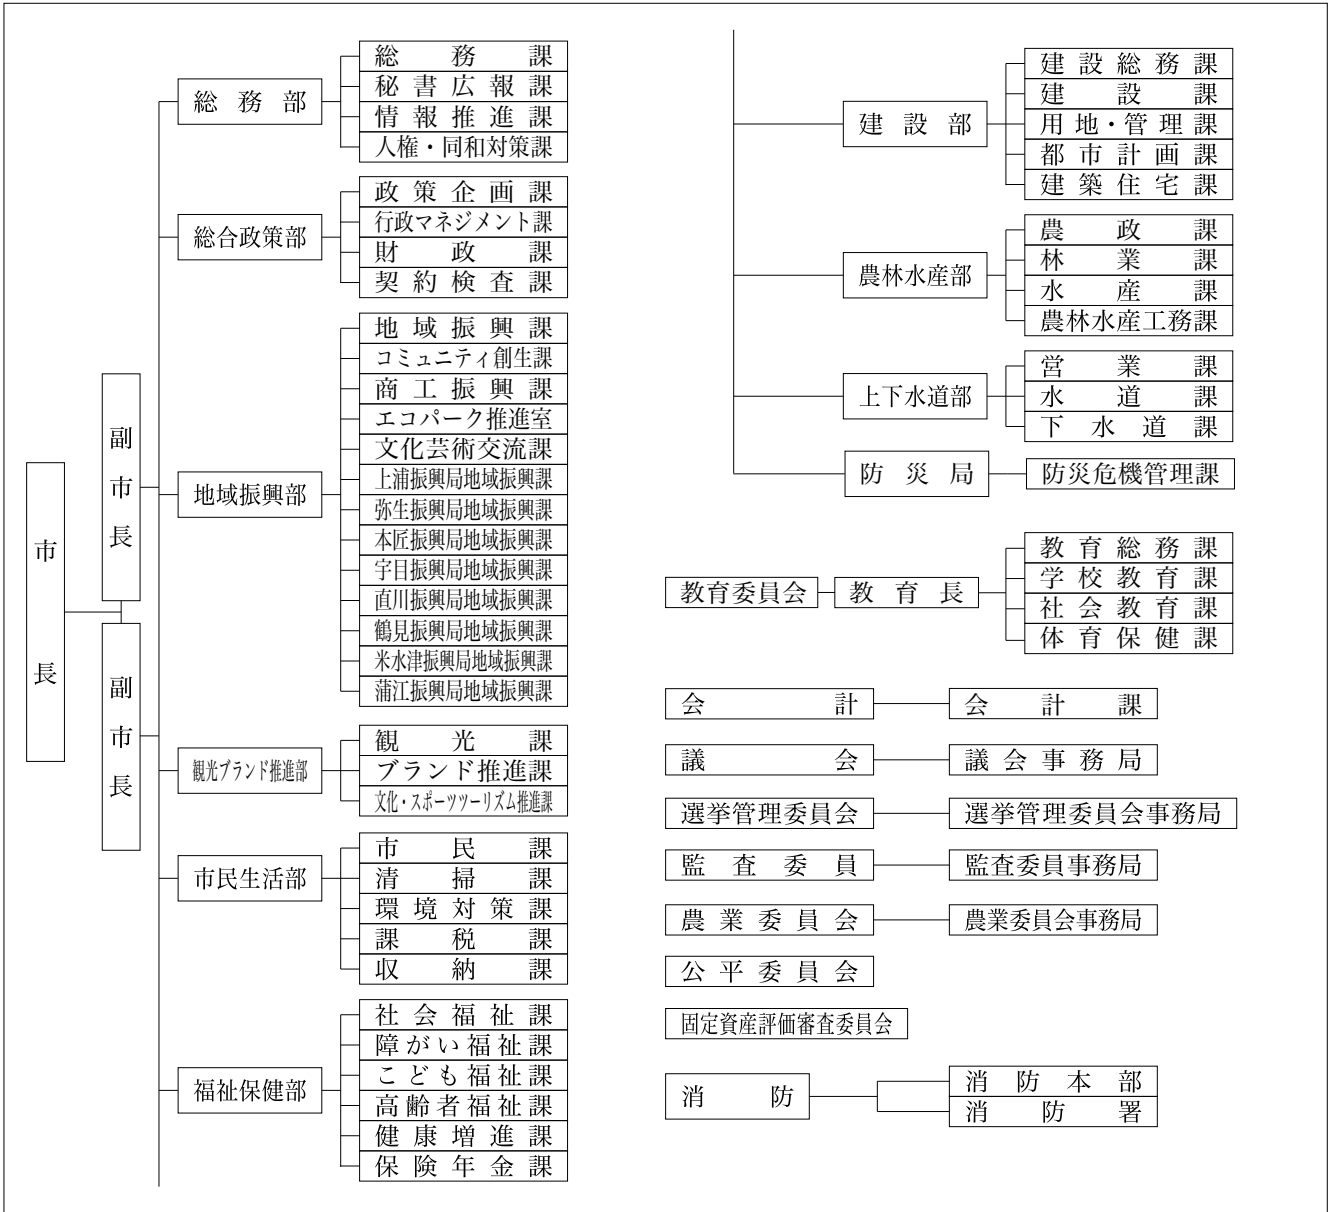 市長
副市長
副市長
総務部
総務課
秘書広報課
情報推進課
人権・同和対策課
総合政策部
政策企画課
行政マネジメント課
財政課
契約検査課
地域振興部
地域振興課
コミュニティ創生課
商工振興課
エコパーク推進室
文化芸術交流課
上浦振興局地域振興課
弥生振興局地域振興課
本匠振興局地域振興課
宇目振興局地域振興課
直川振興局地域振興課
鶴見振興局地域振興課
米水津振興局地域振興課
蒲江振興局地域振興課
観光ブランド推進部
観光課
ブランド推進課
文化・スポーツツーリズム推進課
市民生活部
市民課
清掃課
環境対策課
課税課
収納課
福祉保健部
社会福祉課
障がい福祉課
こども福祉課
高齢者福祉課
健康増進課
保険年金課
建設部
建設総務課
建設課
用地・管理課
都市計画課
建築住宅課
農林水産部
農政課
林業課
水産課
農林水産工務課
上下水道部
営業課
水道課
下水道課
防災局
防災危機管理課
教育委員会
教育長
教育総務課
学校教育課
社会教育課
体育保健課
会計
会計課
議会
議会事務局
選挙管理委員会
選挙管理委員会事務局
監査委員
監査委員事務局
農業委員会
農業委員会事務局
公平委員会
固定資産評価審査委員会
消防
消防本部
消防署